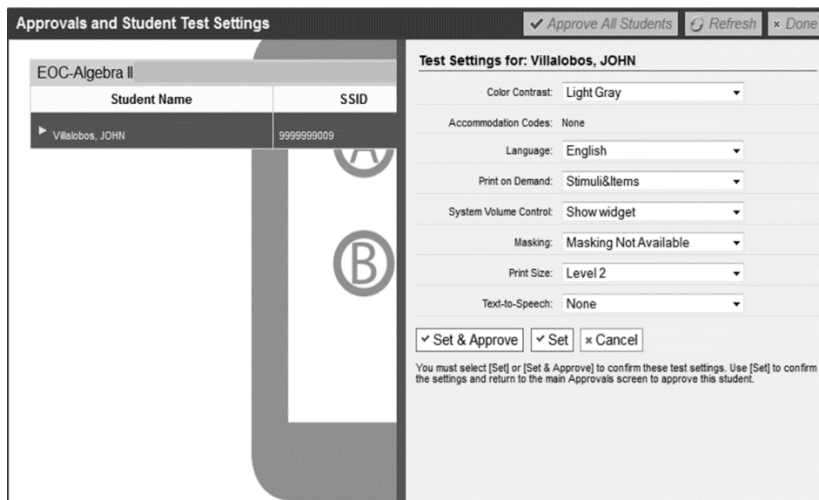 Approvals and Student Test Settings
✔ Approve All Students
Refresh
× Done
EOC-Algebra II
Student Name SSID
Villalobos, JOHN 9999999009
A
B
Test Settings for: Villalobos, JOHN
Color Contrast: Light Gray
Accommodation Codes: None
Language: English
Print on Demand: Stimuli&Items
System Volume Control: Show widget
Masking: Masking Not Available
Print Size: Level 2
Text-to-Speech: None
✔ Set & Approve ✔ Set × Cancel
You must select [Set] or [Set & Approve] to confirm these test settings. Use [Set] to confirm
the settings and return to the main Approvals screen to approve this student.